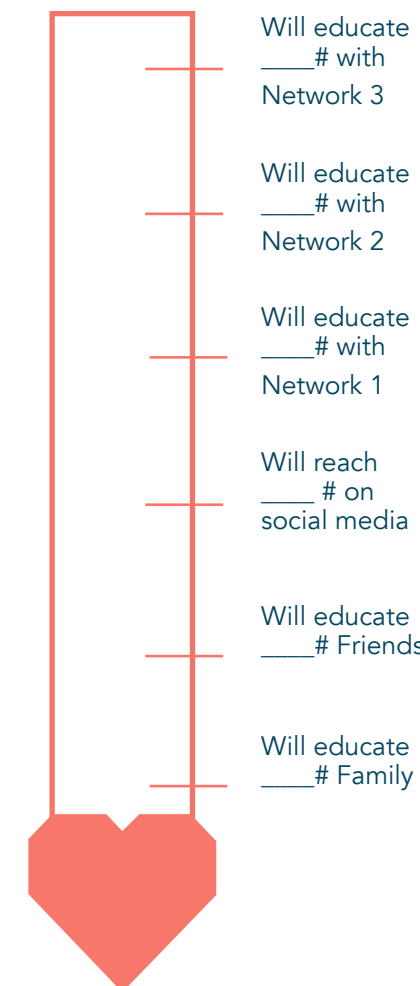 Will educate
____# with
Network 3
Will educate
____# with
Network 2
Will educate
____# with
Network 1
Will reach
____ # on
social media
Will educate
____# Friends
Will educate
____# Family